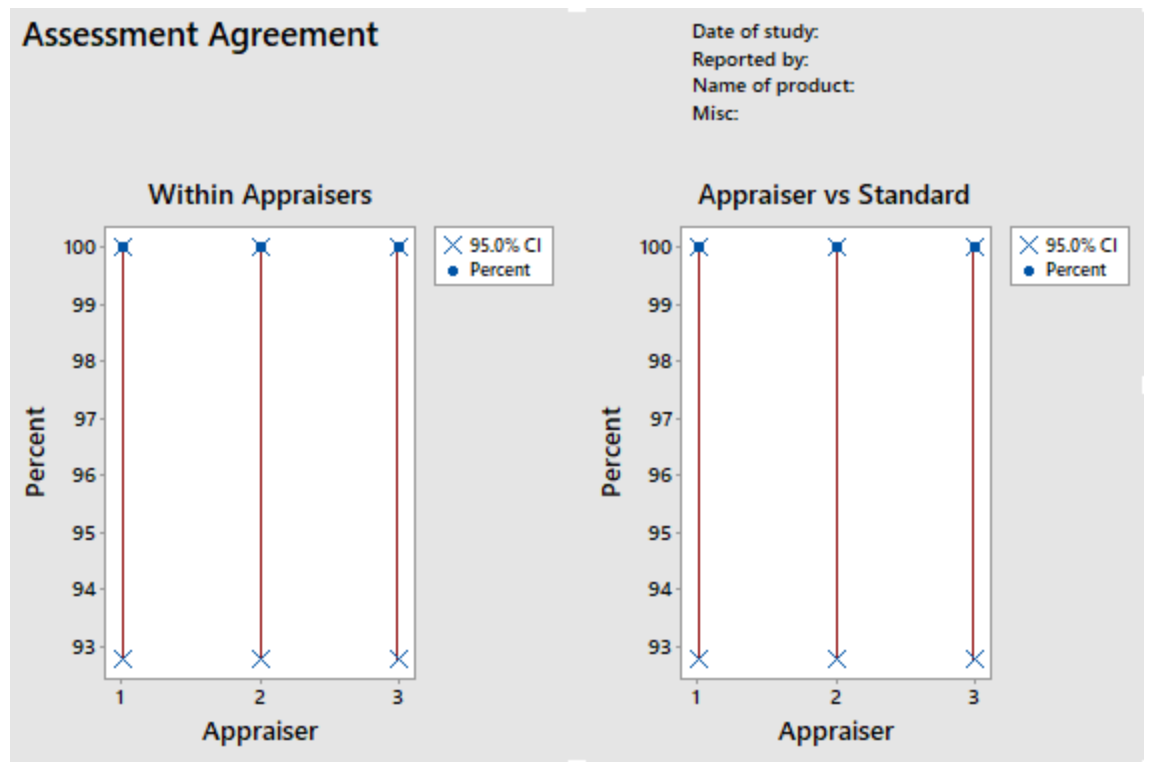 Assessment Agreement
Date of study:
Reported by:
Name of product:
Misc:
Within Appraisers
100
99
98
97
96
95
94
93
Percent
1 2 3
Appraiser
95.0% CI
Percent
Appraiser vs Standard
100
99
98
97
96
95
94
93
Percent
1 2 3
Appraiser
95.0% CI
Percent